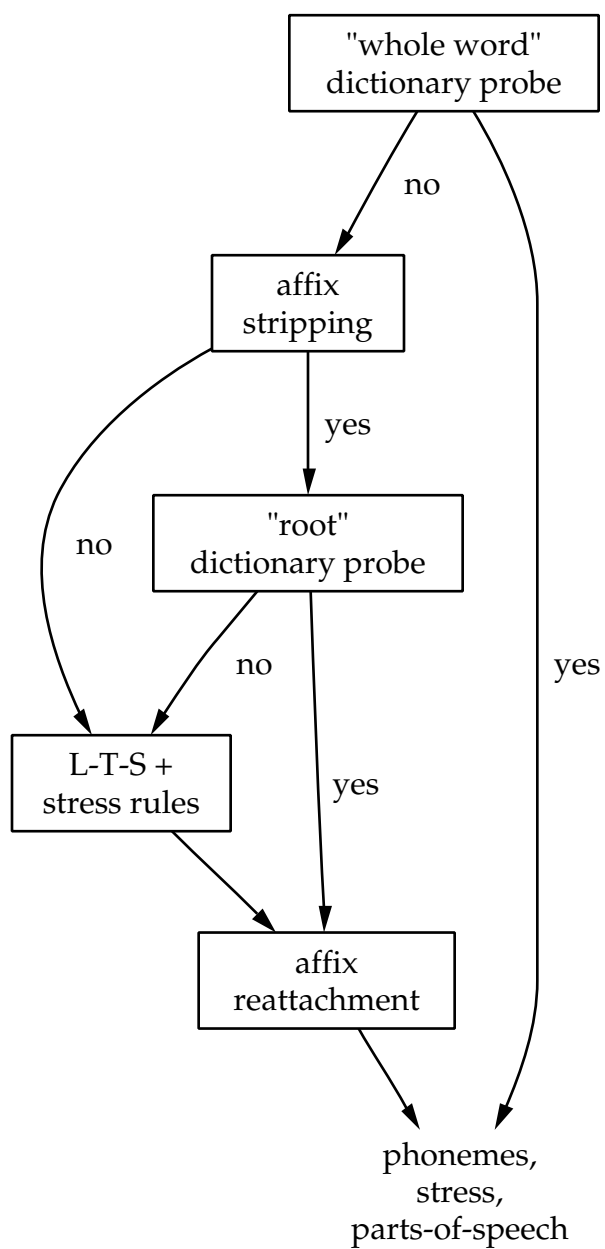 "whole word"
dictionary probe
no
affix
stripping
yes
"root"
dictionary probe
no
no
yes
L-T-S +
stress rules
yes
affix
reattachment
phonemes,
stress,
parts-of-speech